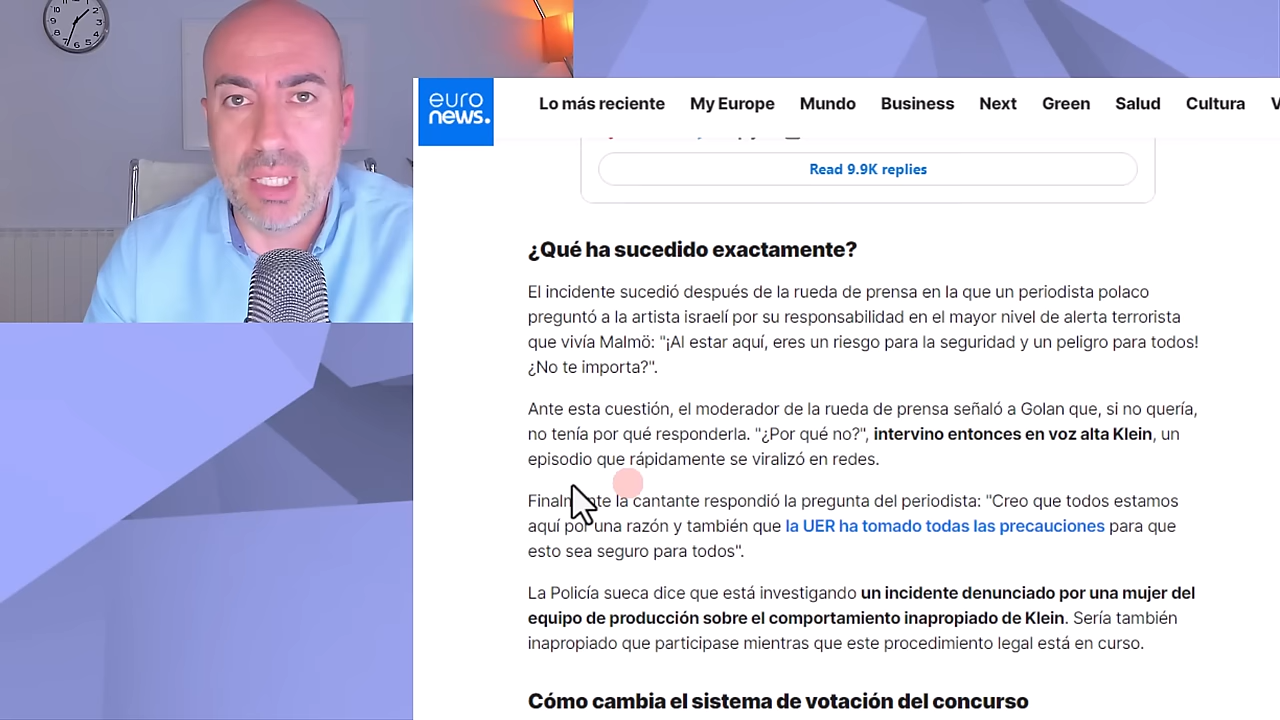 euro
news.
Lo más reciente My Europe Mundo Business Next Green Salud Cultura
Read 9.9K replies
¿Qué ha sucedido exactamente?
El incidente sucedió después de la rueda de prensa en la que un periodista polaco
preguntó a la artista israelí por su responsabilidad en el mayor nivel de alerta terrorista
que vivía Malmö: "¡Al estar aquí, eres un riesgo para la seguridad y un peligro para todos!
¿No te importa?".
Ante esta cuestión, el moderador de la rueda de prensa señaló a Golan que, si no quería,
no tenía por qué responderla. "¿Por qué no?", intervino entonces en voz alta Klein, un
episodio que rápidamente se viralizó en redes.
Finalmente la cantante respondió la pregunta del periodista: "Creo que todos estamos
aquí por una razón y también que la UER ha tomado todas las precauciones para que
esto sea seguro para todos".
La Policía sueca dice que está investigando un incidente denunciado por una mujer del
equipo de producción sobre el comportamiento inapropiado de Klein. Sería también
inapropiado que participase mientras que este procedimiento legal está en curso.
Cómo cambia el sistema de votación del concurso